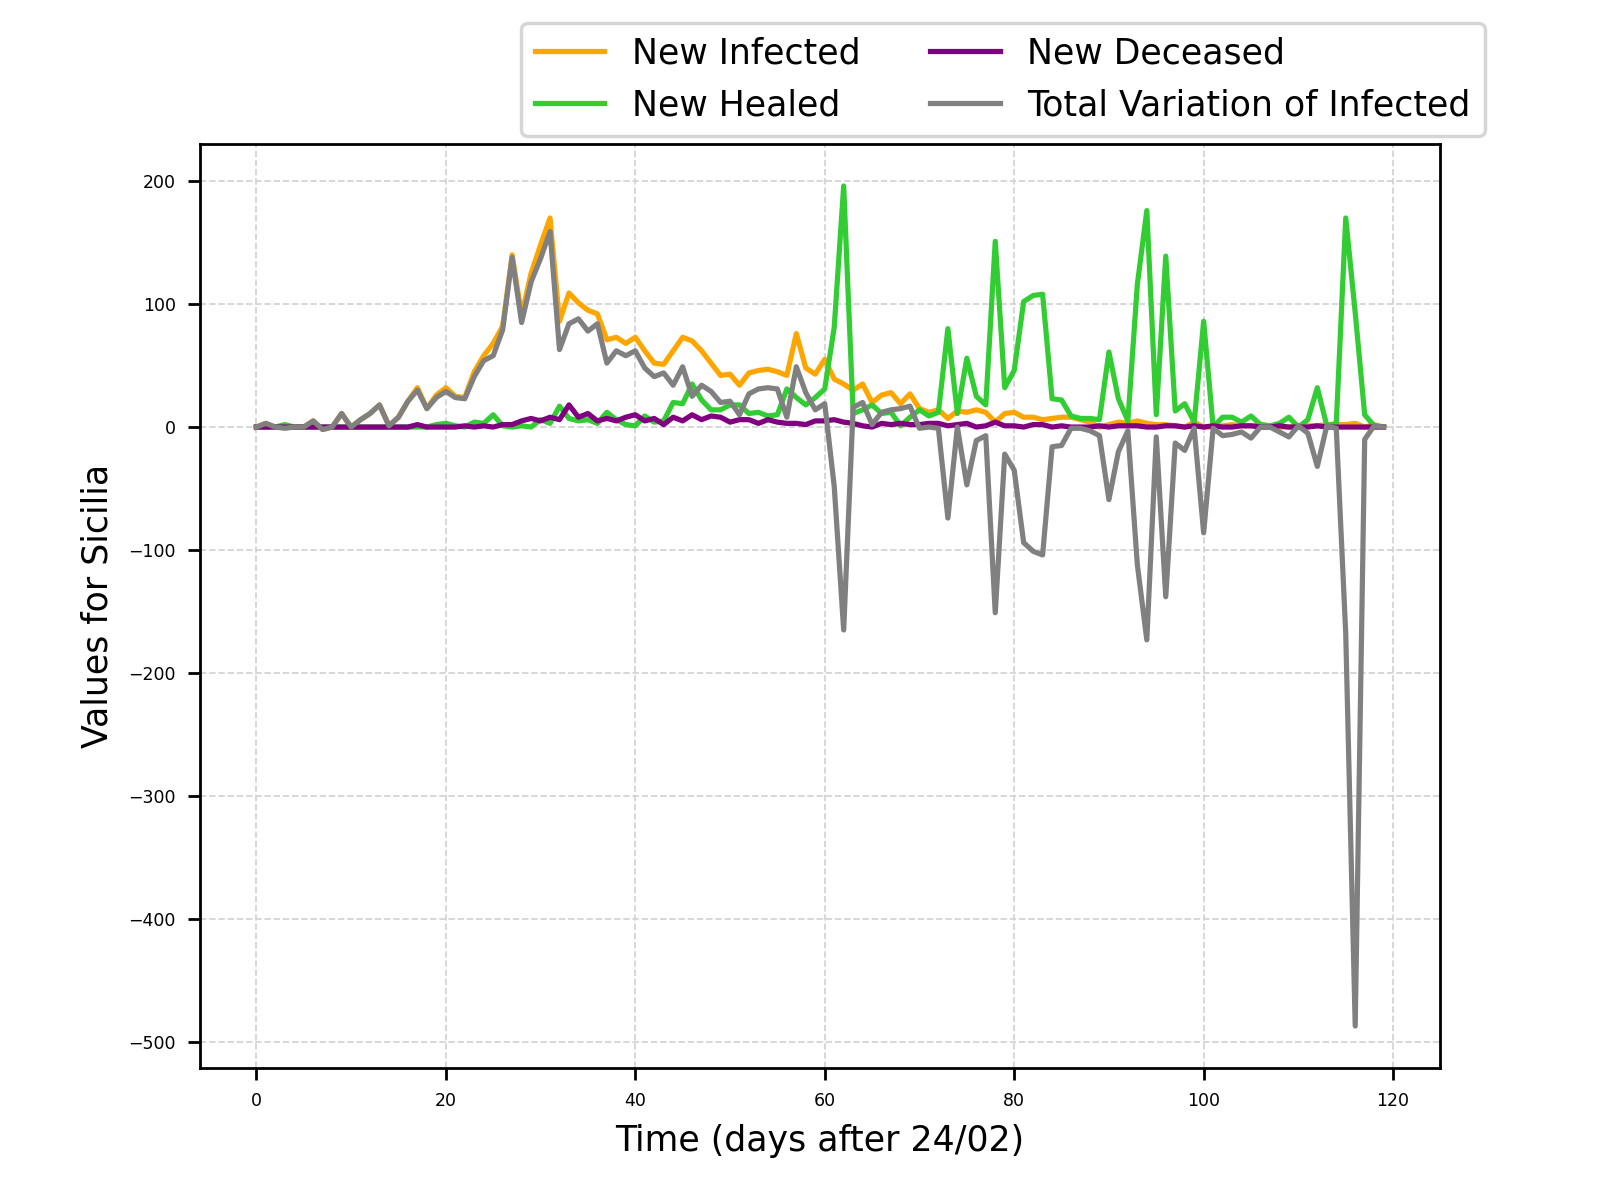 New Infected New Deceased
New Healed Total Variation of Infected
200
100
0
−100
−200
−300
−400
−500
Values for Sicilia
0 20 40 60 80 100 120
Time (days after 24/02)